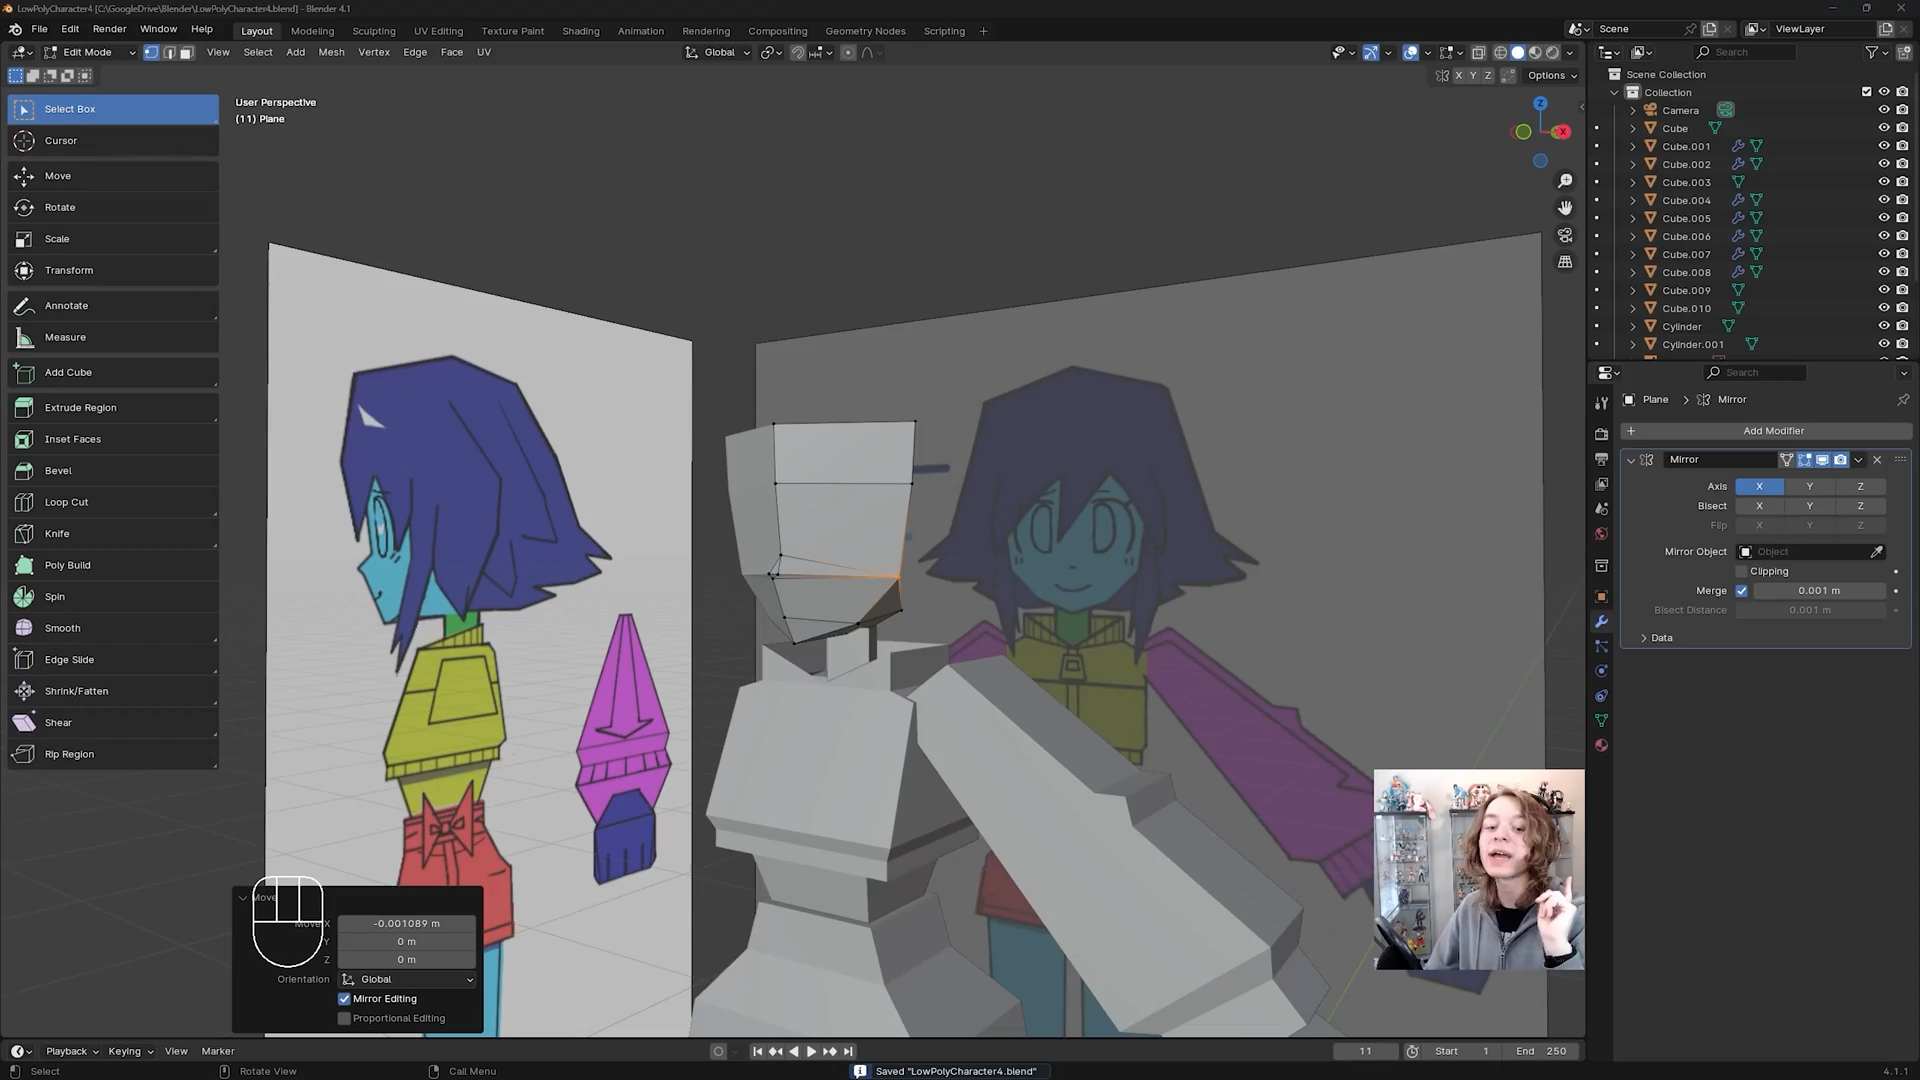 LowPolyCharacter4 [C:\GoogleDrive\Blender\LowPolyCharacter4.blend] - Blender 4.1
File Edit Render Window Help Layout Modeling Sculpting UV Editing Texture Paint Shading Animation Rendering Compositing Geometry Nodes Scripting + Scene ViewLayer
Edit Mode View Select Add Mesh Vertex Edge Face UV Global Search
X Y Z Options
User Perspective
(11) Plane
Select Box
Cursor
Move
Rotate
Scale
Transform
Annotate
Measure
Add Cube
Extrude Region
Inset Faces
Bevel
Loop Cut
Knife
Poly Build
Spin
Smooth
Edge Slide
Shrink/Fatten
Shear
Rip Region
Z
X
Scene Collection
Collection
Camera
Cube
Cube.001
Cube.002
Cube.003
Cube.004
Cube.005
Cube.006
Cube.007
Cube.008
Cube.009
Cube.010
Cylinder
Cylinder.001
Search
Plane > Mirror
+ Add Modifier
Mirror
Axis X Y Z
Bisect X Y Z
Flip X Y Z
Mirror Object Object
Clipping
Merge 0.001 m
Bisect Distance 0.001 m
Data
Move
Move X -0.001089 m
Y 0 m
Z 0 m
Orientation Global
Mirror Editing
Proportional Editing
Playback Keying View Marker 11 Start 1 End 250
Select Rotate View Call Menu Saved "LowPolyCharacter4.blend" 4.1.1